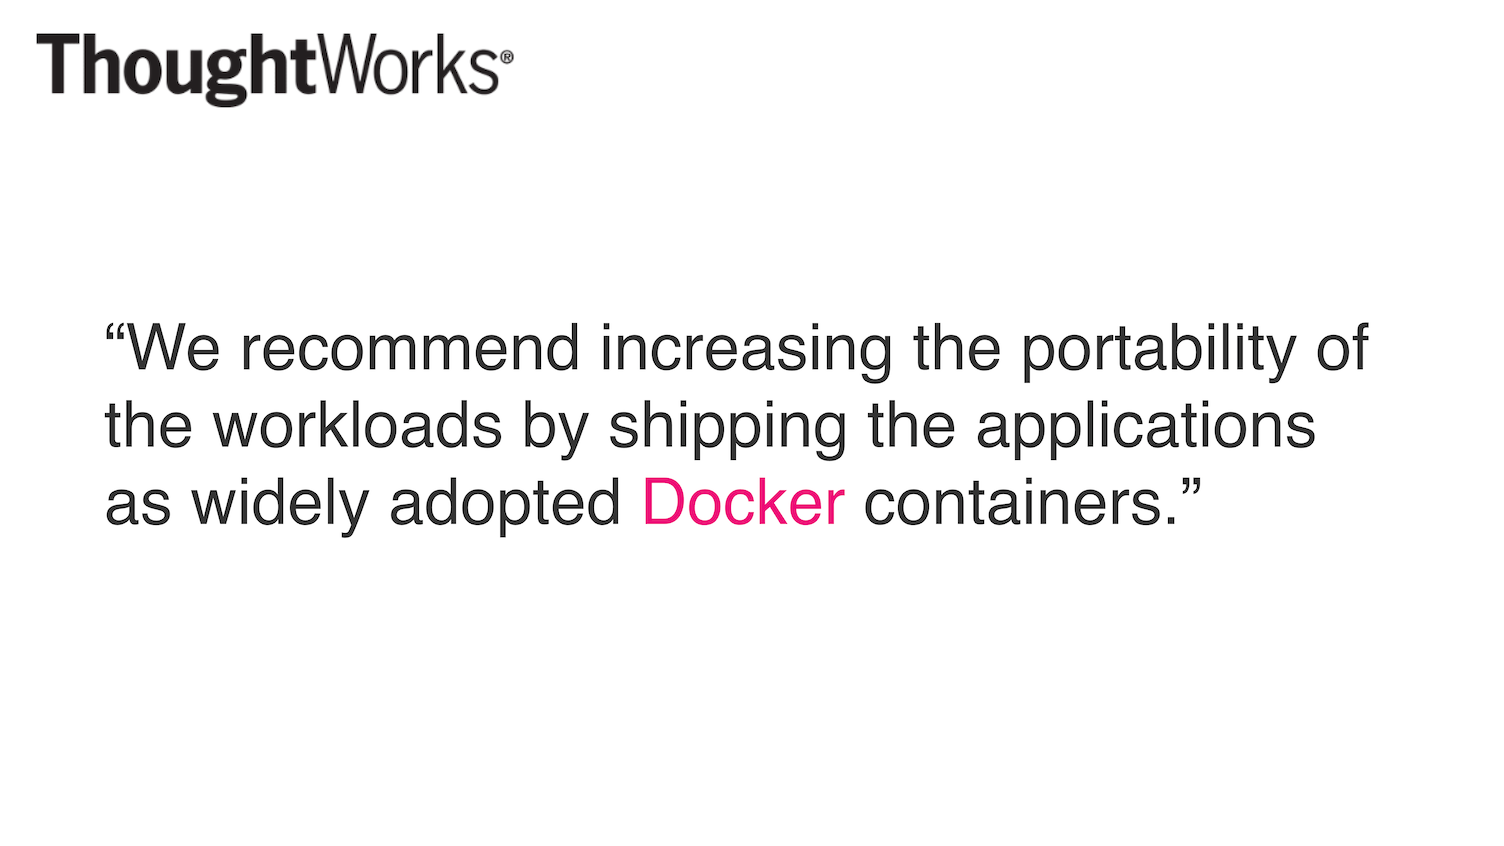 ThoughtWorks®
“We recommend increasing the portability of
the workloads by shipping the applications
as widely adopted Docker containers.”